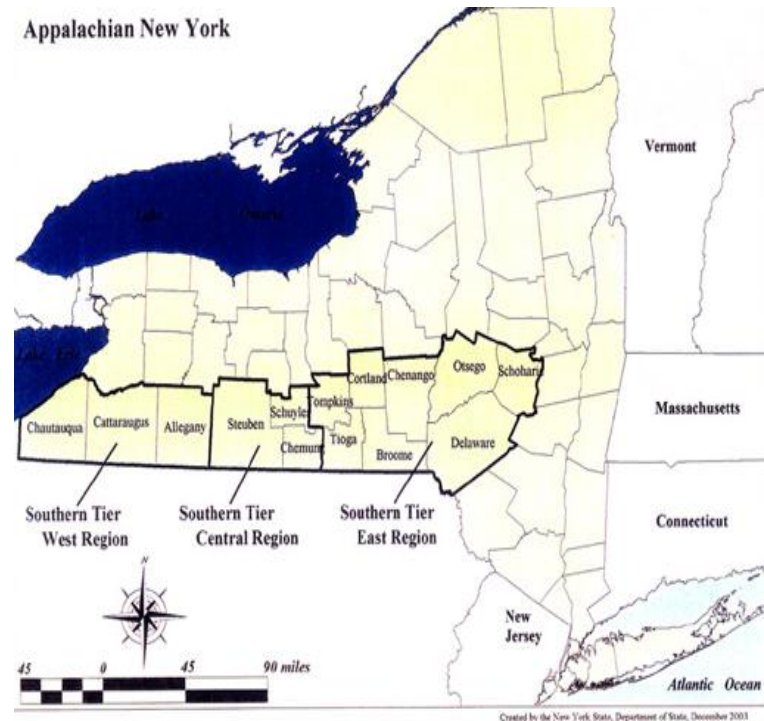 Appalachian New York
Vermont
Lake Ontario
Lake Erie
Massachusetts
Connecticut
New
Jersey
Atlantic Ocean
Chautauqua
Cattaraugus
Allegany
Steuben
Schuyler
Chemung
Tompkins
Tioga
Cortland
Chenango
Broome
Otsego
Schoharie
Delaware
Southern Tier
West Region
Southern Tier
Central Region
Southern Tier
East Region
N
45 0 45 90 miles
Created by the New York State, Department of State, December 2003